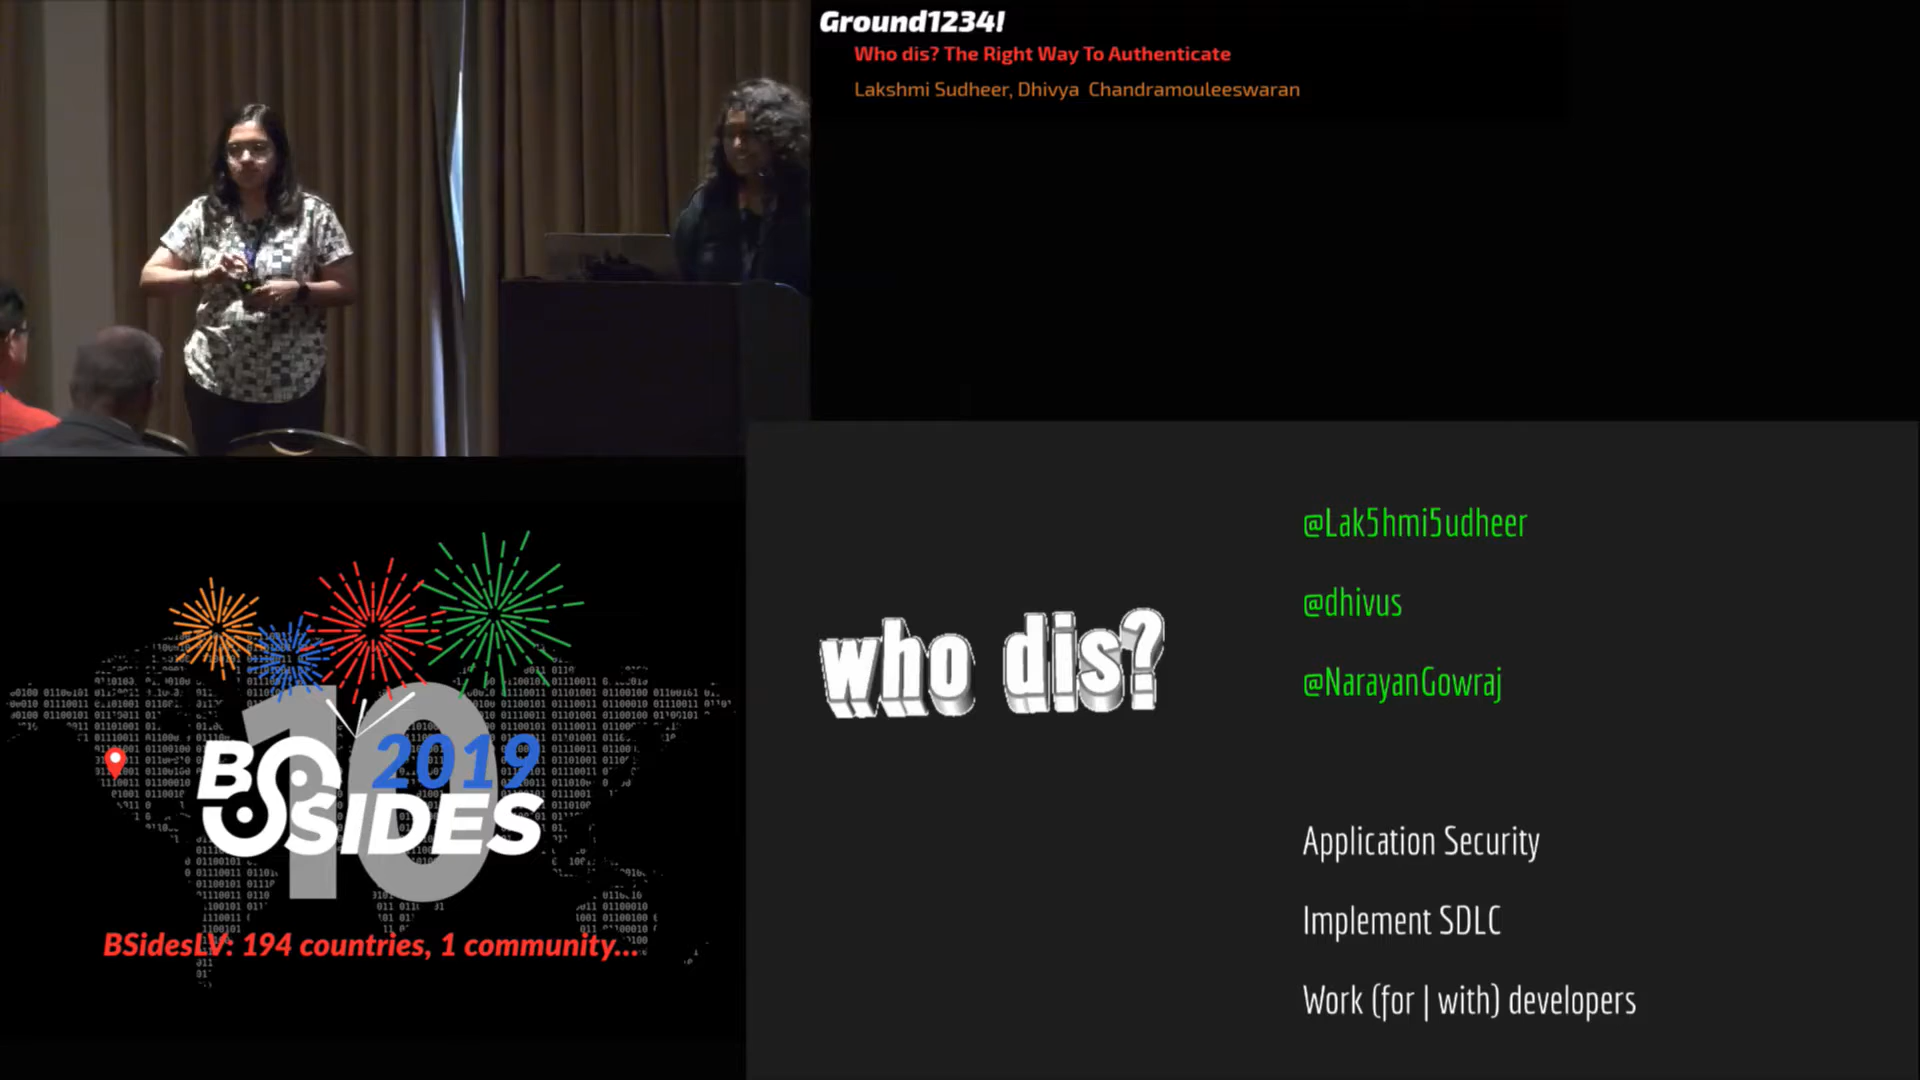 Ground1234!
Who dis? The Right Way To Authenticate
Lakshmi Sudheer, Dhivya Chandramouleeswaran
@Lak5hmi5udheer
@dhivus
@NarayanGowraj
who dis?
Application Security
Implement SDLC
Work (for | with) developers
10
2019
BSIDES
BSidesLV: 194 countries, 1 community...